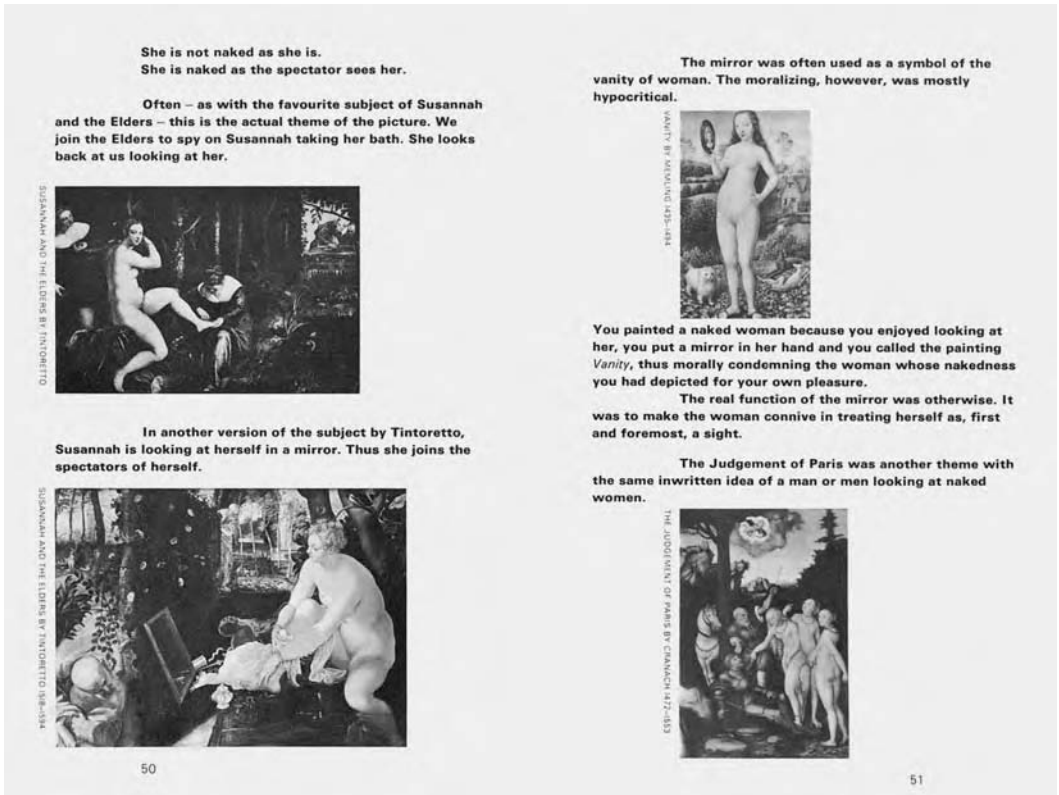 She is not naked as she is.
She is naked as the spectator sees her.
Often – as with the favourite subject of Susannah
and the Elders – this is the actual theme of the picture. We
join the Elders to spy on Susannah taking her bath. She looks
back at us looking at her.
SUSANNAH AND THE ELDERS BY TINTORETTO
In another version of the subject by Tintoretto,
Susannah is looking at herself in a mirror. Thus she joins the
spectators of herself.
SUSANNAH AND THE ELDERS BY TINTORETTO 1518–1594
50
The mirror was often used as a symbol of the
vanity of woman. The moralizing, however, was mostly
hypocritical.
VANITY BY MEMLING 1435–1494
You painted a naked woman because you enjoyed looking at
her, you put a mirror in her hand and you called the painting
Vanity, thus morally condemning the woman whose nakedness
you had depicted for your own pleasure.
The real function of the mirror was otherwise. It
was to make the woman connive in treating herself as, first
and foremost, a sight.
The Judgement of Paris was another theme with
the same inwritten idea of a man or men looking at naked
women.
THE JUDGEMENT OF PARIS BY CRANACH 1472–1553
51